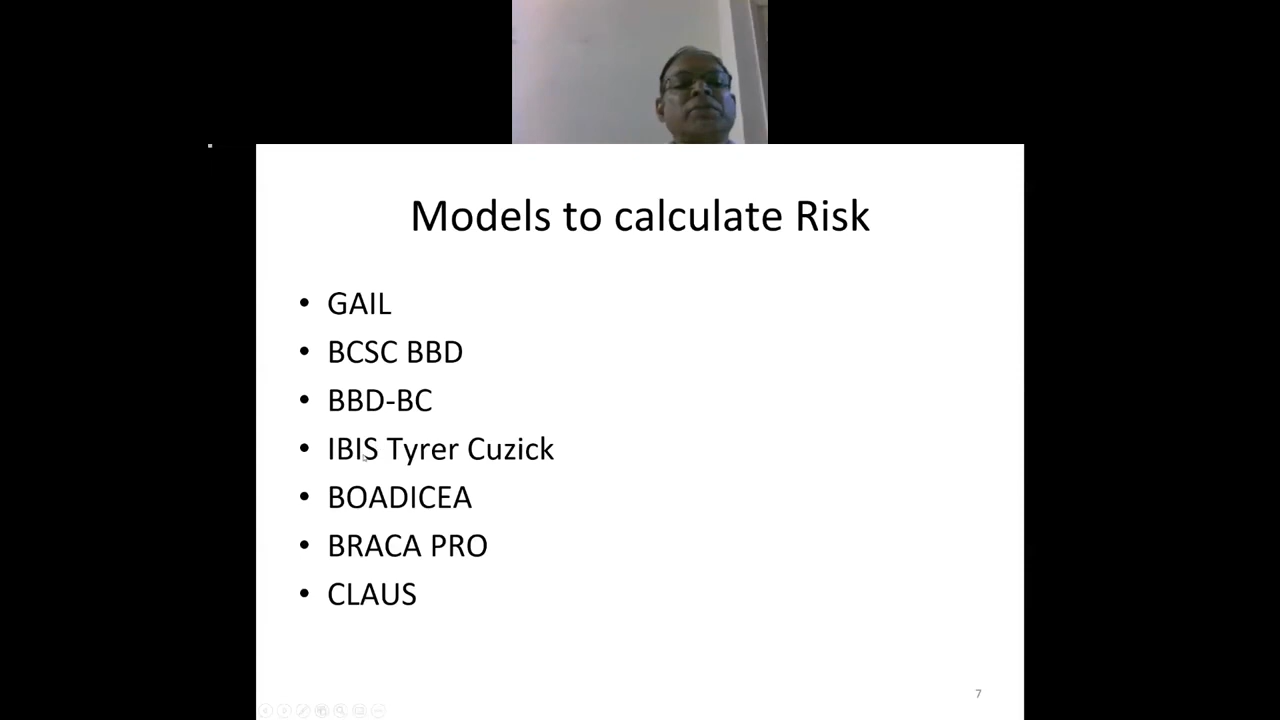 Models to calculate Risk
• GAIL
• BCSC BBD
• BBD-BC
• IBIS Tyrer Cuzick
• BOADICEA
• BRACA PRO
• CLAUS
7